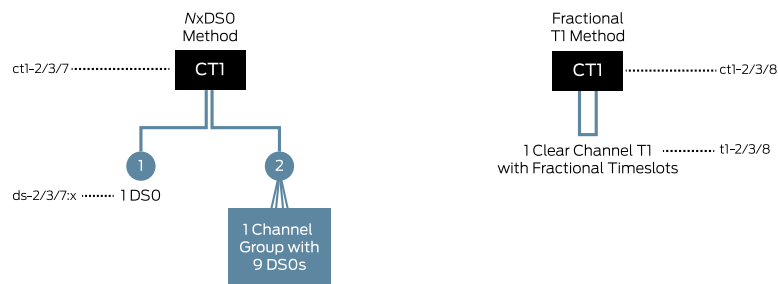 NxDS0
Method
ct1-2/3/7
CT1
1
2
ds-2/3/7:x
1 DS0
1 Channel
Group with
9 DS0s
Fractional
T1 Method
CT1
ct1-2/3/8
1 Clear Channel T1
with Fractional Timeslots
t1-2/3/8